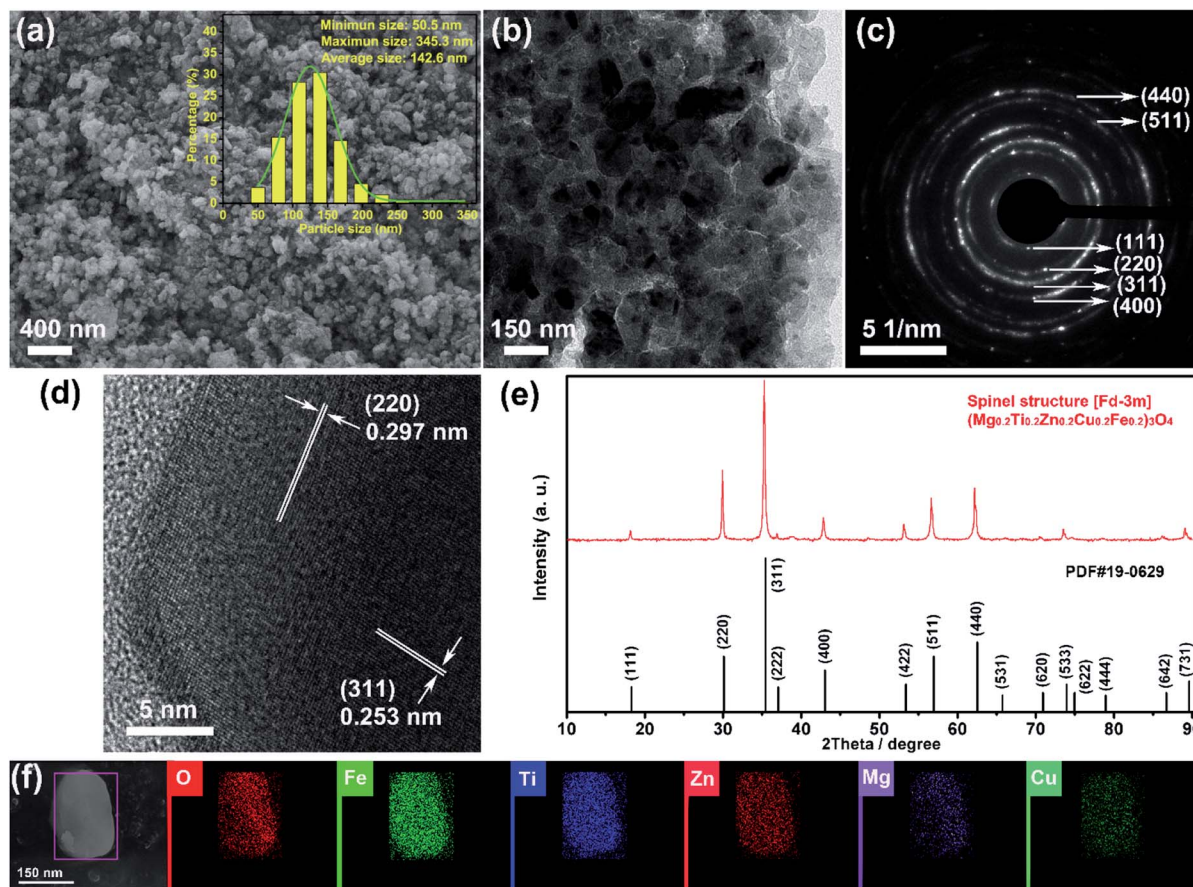 (a)
Minimun size: 50.5 nm
Maximun size: 345.3 nm
Average size: 142.6 nm
40
35
30
25
20
15
10
5
0
Percentage (%)
0 50 100 150 200 250 300 350
Particle size (nm)
400 nm
(b)
150 nm
(c)
(440)
(511)
(111)
(220)
(311)
(400)
5 1/nm
(d)
(220)
0.297 nm
(311)
0.253 nm
5 nm
(e)
Spinel structure [Fd-3m]
(Mg0.2Ti0.2Zn0.2Cu0.2Fe0.2)3O4
PDF#19-0629
Intensity (a. u.)
(111)
(220)
(311)
(222)
(400)
(422)
(511)
(440)
(531)
(620)
(533)
(622)
(444)
(642)
(731)
10 20 30 40 50 60 70 80 90
2Theta / degree
(f)
150 nm
O
Fe
Ti
Zn
Mg
Cu